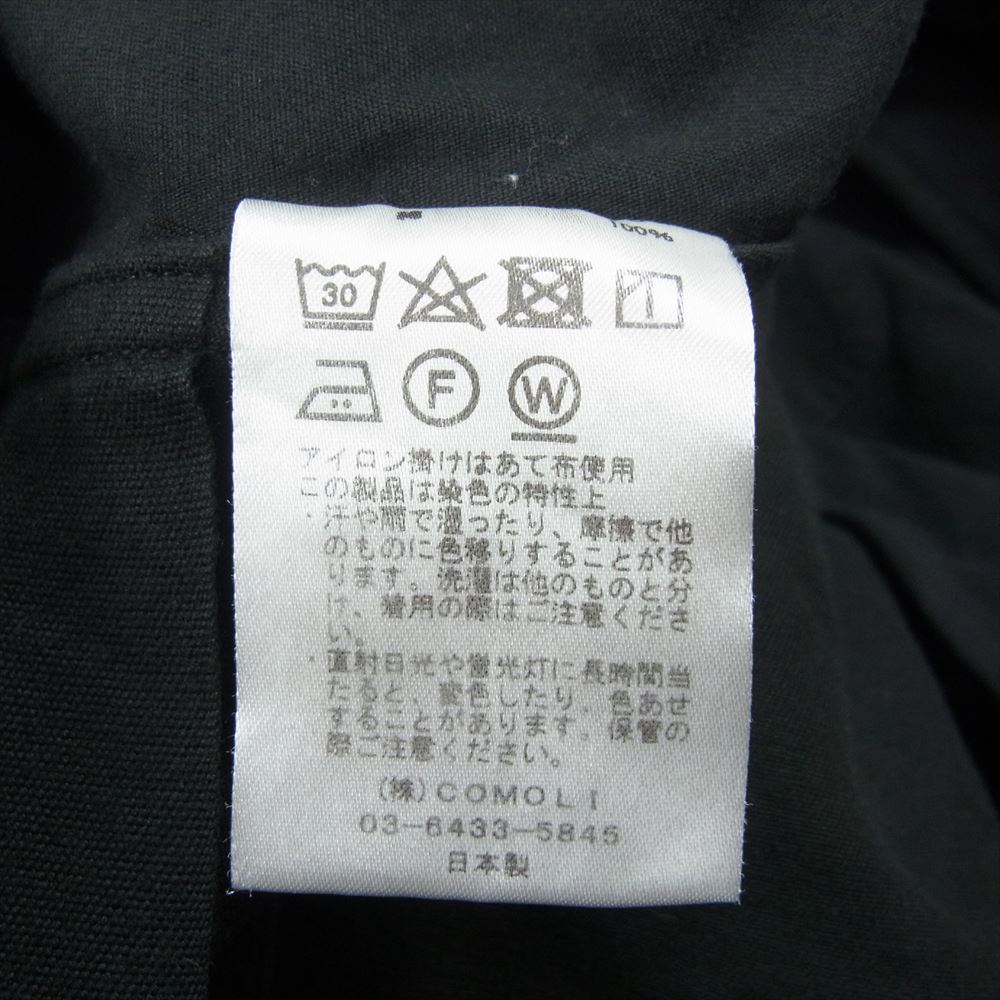 100%
30
F
W
アイロン掛けはあて布使用
この製品は染色の特性上
・汗や雨で湿ったり、摩擦で他
のものに色移りすることがあ
ります。洗濯は他のものと分
け、着用の際はご注意くださ
い。
・直射日光や蛍光灯に長時間当
たると、変色したり、色あせ
することがあります。保管の
際ご注意ください。
(株)COMOLI
03-6433-5845
日本製